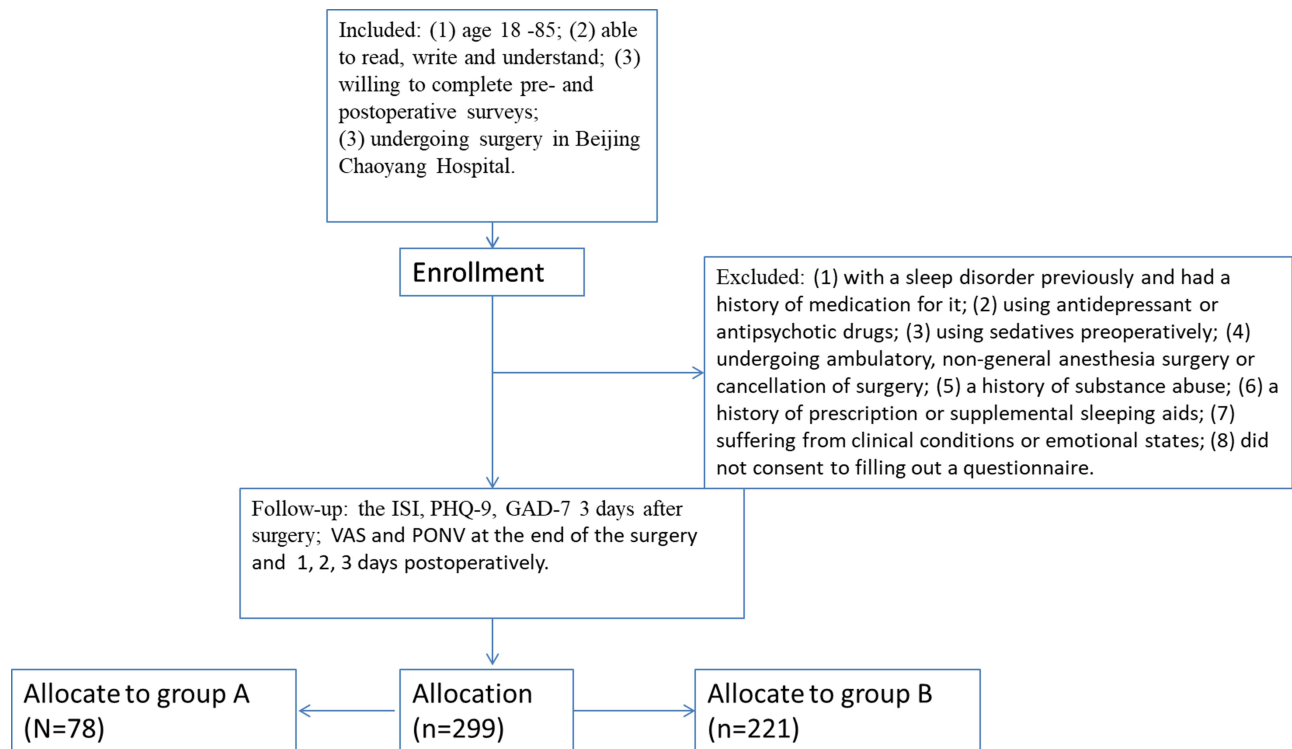 Included: (1) age 18 -85; (2) able
to read, write and understand; (3)
willing to complete pre- and
postoperative surveys;
(3) undergoing surgery in Beijing
Chaoyang Hospital.
Enrollment
Excluded: (1) with a sleep disorder previously and had a
history of medication for it; (2) using antidepressant or
antipsychotic drugs; (3) using sedatives preoperatively; (4)
undergoing ambulatory, non-general anesthesia surgery or
cancellation of surgery; (5) a history of substance abuse; (6) a
history of prescription or supplemental sleeping aids; (7)
suffering from clinical conditions or emotional states; (8) did
not consent to filling out a questionnaire.
Follow-up: the ISI, PHQ-9, GAD-7 3 days after
surgery; VAS and PONV at the end of the surgery
and 1, 2, 3 days postoperatively.
Allocate to group A
(N=78)
Allocation
(n=299)
Allocate to group B
(n=221)